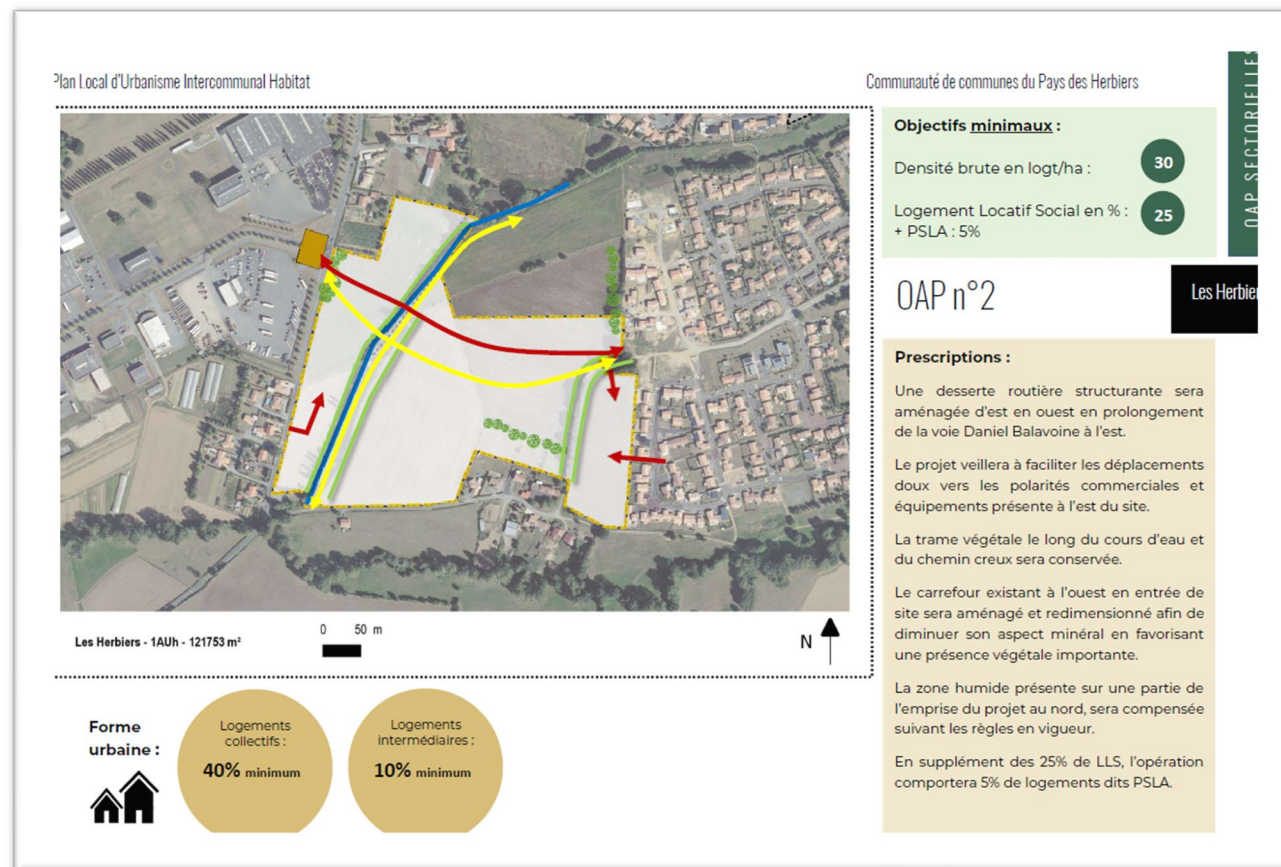 Plan Local d'Urbanisme Intercommunal Habitat
Communauté de communes du Pays des Herbiers
OAP SECTORIELLES
Objectifs minimaux :
Densité brute en logt/ha :
30
Logement Locatif Social en % :
+ PSLA : 5%
25
OAP n°2
Les Herbier
Prescriptions :
Une desserte routière structurante sera
aménagée d'est en ouest en prolongement
de la voie Daniel Balavoine à l'est.
Le projet veillera à faciliter les déplacements
doux vers les polarités commerciales et
équipements présente à l'est du site.
La trame végétale le long du cours d'eau et
du chemin creux sera conservée.
Le carrefour existant à l'ouest en entrée de
site sera aménagé et redimensionné afin de
diminuer son aspect minéral en favorisant
une présence végétale importante.
La zone humide présente sur une partie de
l'emprise du projet au nord, sera compensée
suivant les règles en vigueur.
En supplément des 25% de LLS, l'opération
comportera 5% de logements dits PSLA.
Les Herbiers - 1AUh - 121753 m²
0 50 m
N
Forme
urbaine :
Logements
collectifs :
40% minimum
Logements
intermédiaires :
10% minimum